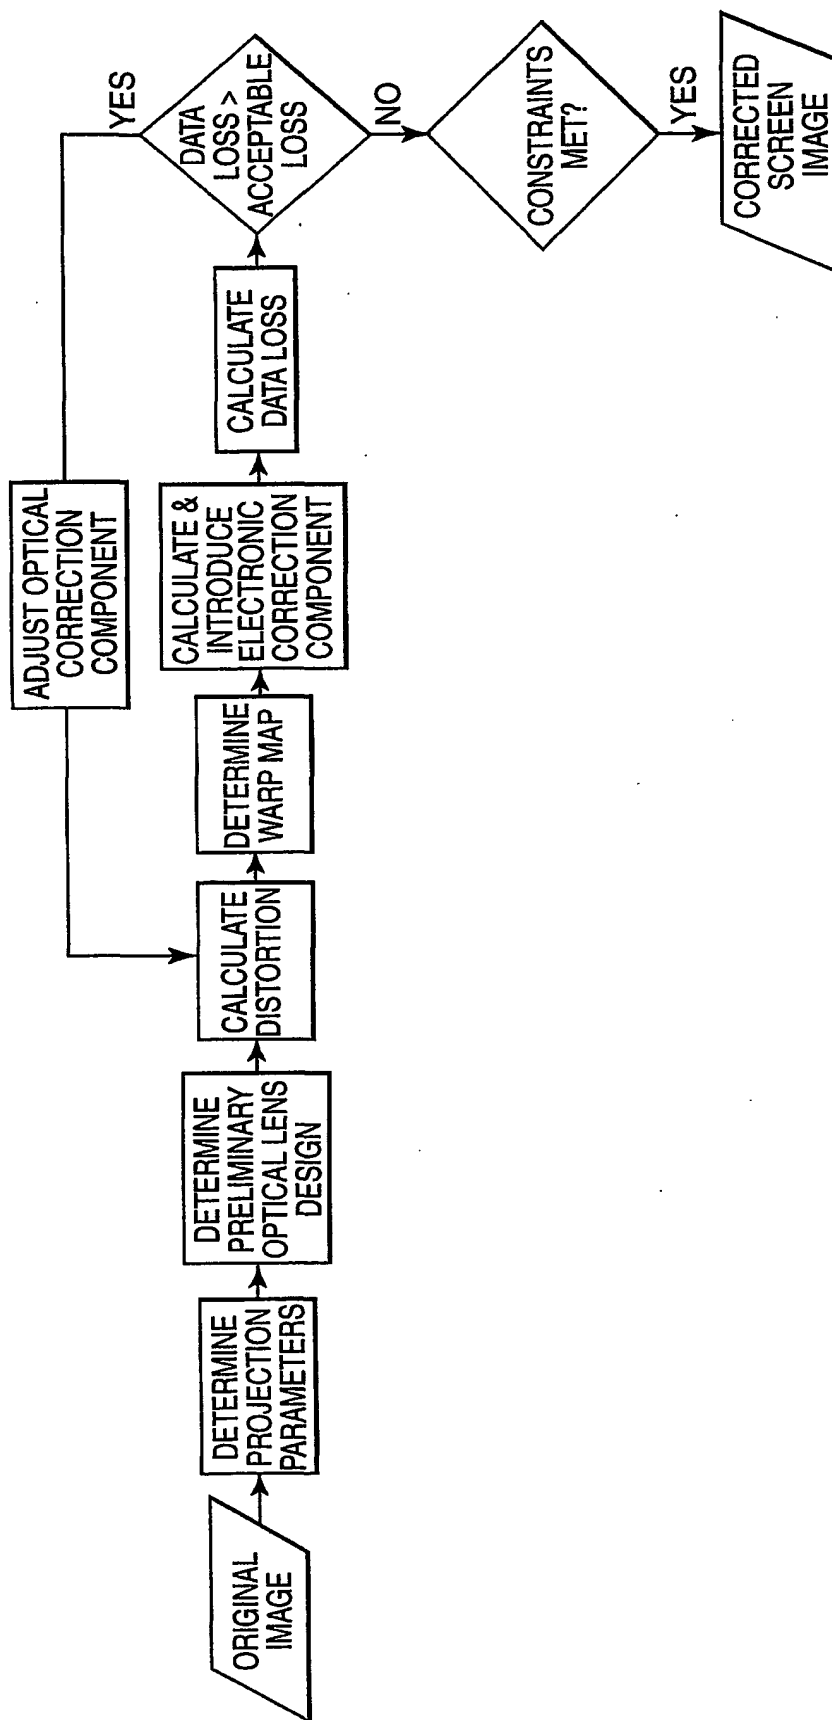 ORIGINAL
IMAGE
DETERMINE
PROJECTION
PARAMETERS
DETERMINE
PRELIMINARY
OPTICAL LENS
DESIGN
CALCULATE
DISTORTION
DETERMINE
WARP MAP
CALCULATE &
INTRODUCE
ELECTRONIC
CORRECTION
COMPONENT
CALCULATE
DATA LOSS
DATA
LOSS >
ACCEPTABLE
LOSS
YES
ADJUST OPTICAL
CORRECTION
COMPONENT
NO
CONSTRAINTS
MET?
YES
CORRECTED
SCREEN
IMAGE